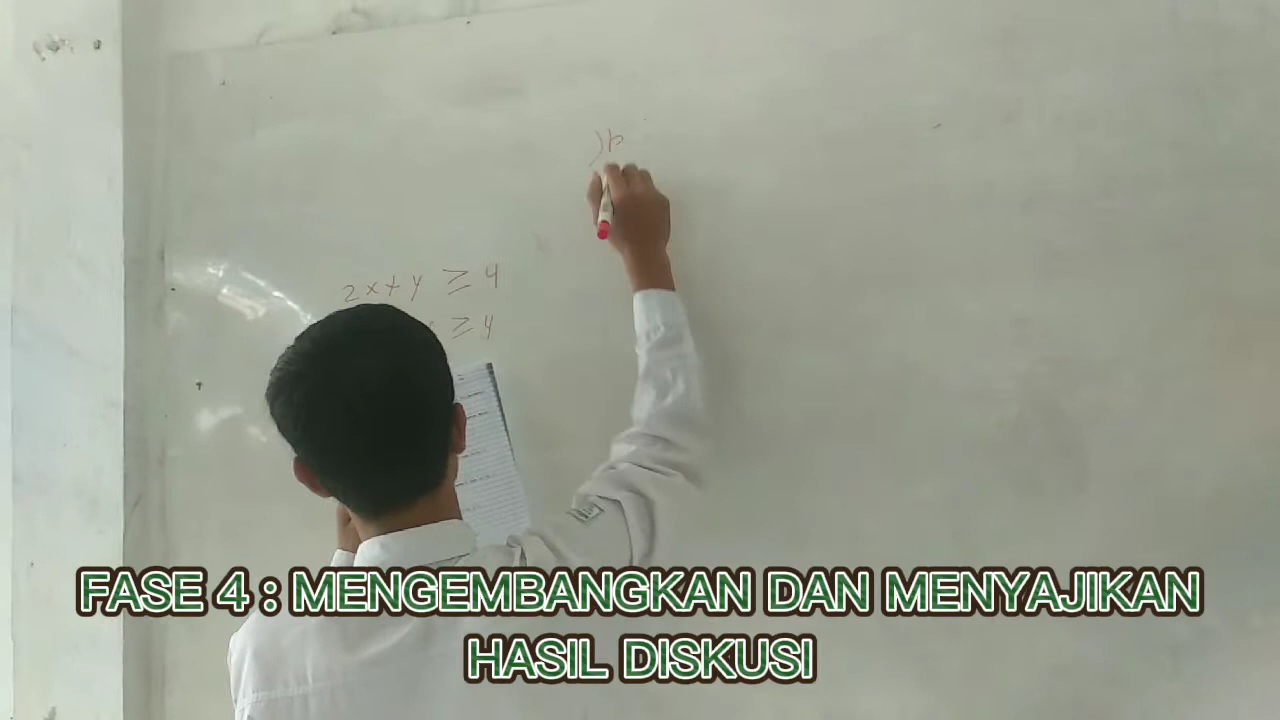 2x+y ≥ 4
≥ 4
FASE 4 : MENGEMBANGKAN DAN MENYAJIKAN
HASIL DISKUSI